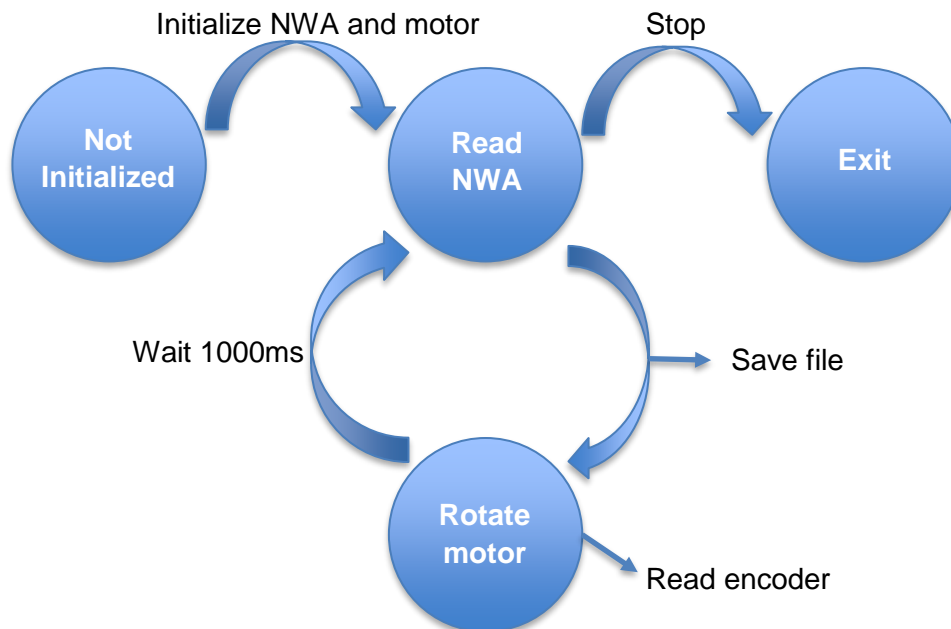 Initialize NWA and motor
Stop
Not
Initialized
Read
NWA
Exit
Wait 1000ms
Save file
Rotate
motor
Read encoder